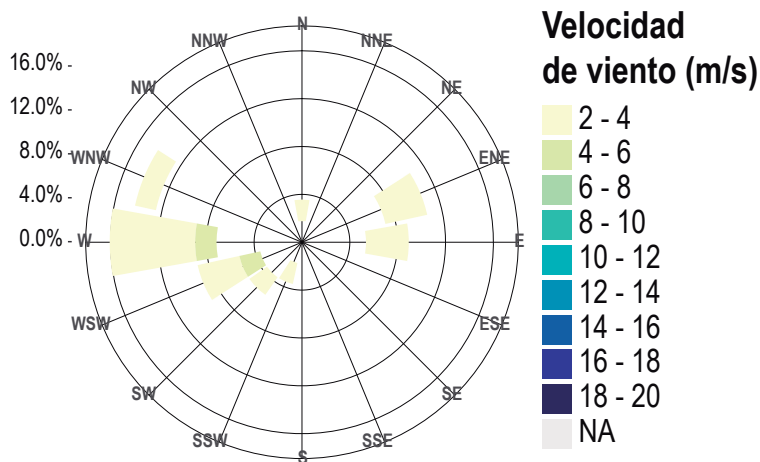 N
NNE
NE
ENE
E
ESE
SE
SSE
S
SSW
SW
WSW
W
WNW
NW
NNW
16.0%
12.0%
8.0%
4.0%
0.0%
Velocidad
de viento (m/s)
2 - 4
4 - 6
6 - 8
8 - 10
10 - 12
12 - 14
14 - 16
16 - 18
18 - 20
NA